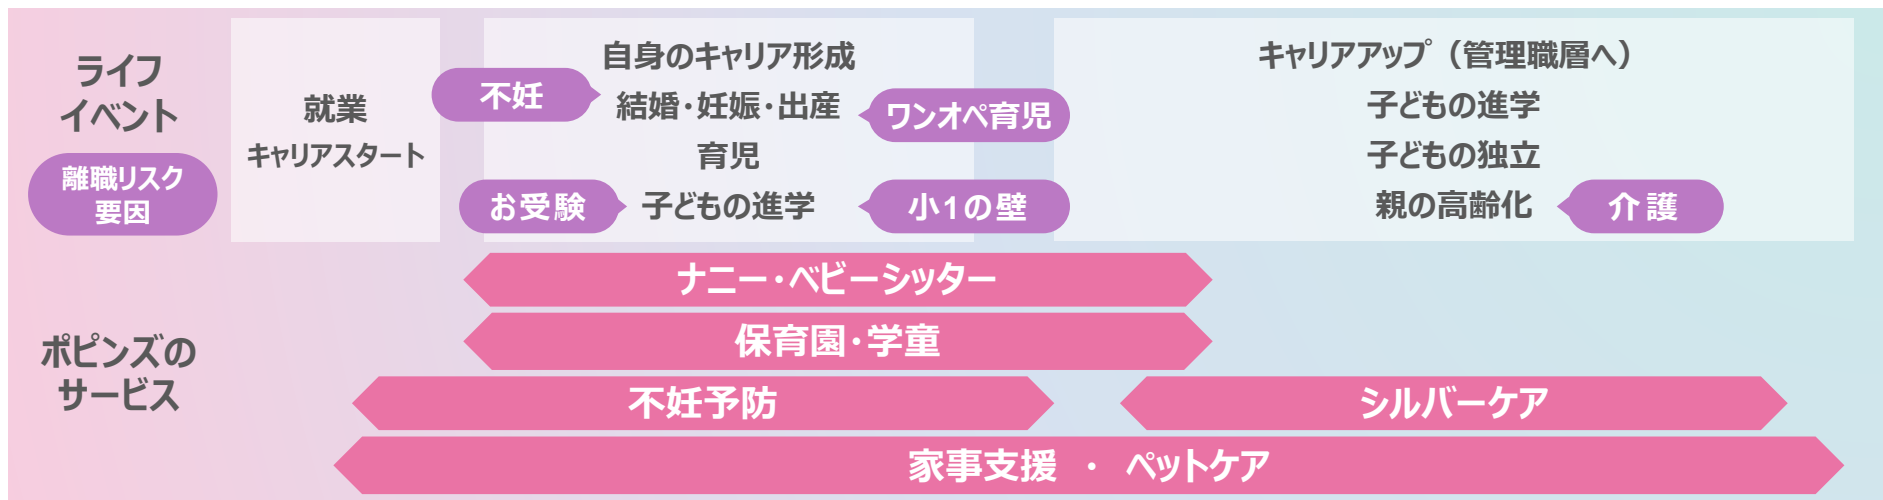 ライフ
イベント
離職リスク
要因
就業
キャリアスタート
自身のキャリア形成
結婚・妊娠・出産
育児
子どもの進学
不妊
ワンオペ育児
お受験
小1の壁
キャリアアップ（管理職層へ）
子どもの進学
子どもの独立
親の高齢化
介護
ポピンズの
サービス
ナニー・ベビーシッター
保育園・学童
不妊予防
シルバーケア
家事支援 ・ ペットケア